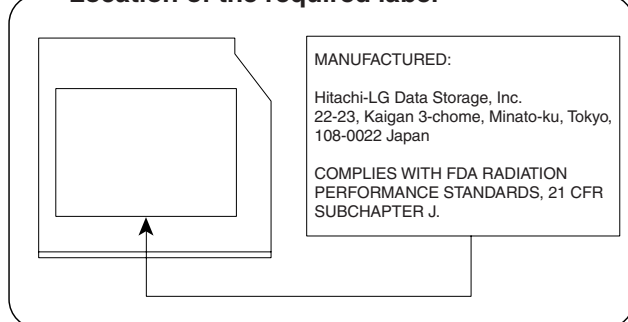 Location of the required label
MANUFACTURED:
Hitachi-LG Data Storage, Inc.
22-23, Kaigan 3-chome, Minato-ku, Tokyo,
108-0022 Japan
COMPLIES WITH FDA RADIATION
PERFORMANCE STANDARDS, 21 CFR
SUBCHAPTER J.